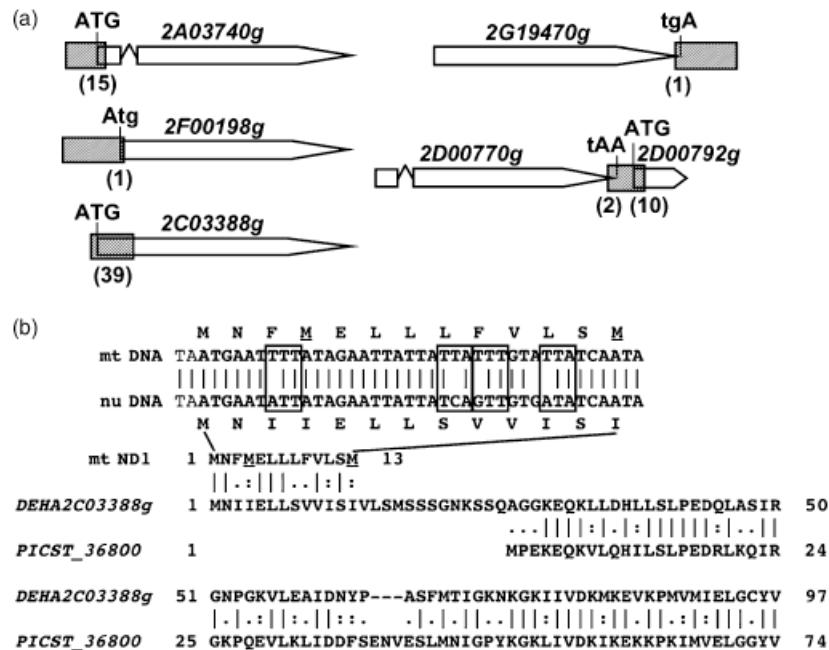 (a)
ATG 2A03740g
(15)
2G19470g tgA
(1)
Atg 2F00198g
(1)
2D00770g tAA ATG 2D00792g
(2) (10)
ATG 2C03388g
(39)
(b)
M N F M E L L L F V L S M
mt DNA TAATGAATTTTATAGAATTATTATTATTTGTATTATCAATA
nu DNA TAATGAATATTATAGAATTATTATCAGTTGTGATATCAATA
M N I I E L L S V V I S I
mt ND1 1 MNFMELLLFVLSM 13
||.:|||..|:|:
DEHA2C03388g 1 MNIIELLSVVISIVLSMSSSGNKSSQAGGKEQKLLDHLLSLPEDQLASIR 50
...||||:|.:||||||:|..||
PICST_36800 1 MPEKEQKVLQHILSLPEDRLKQIR 24
DEHA2C03388g 51 GNPGKVLEAIDNYP---ASFMTIGKNKGKIIVDKMKEVKPMVMIELGCYV 97
PICST_36800 25 GKPQEVLKLIDDFSENVESLMNIGPYKGKLIVDKIKEKKPKIMVELGGYV 74